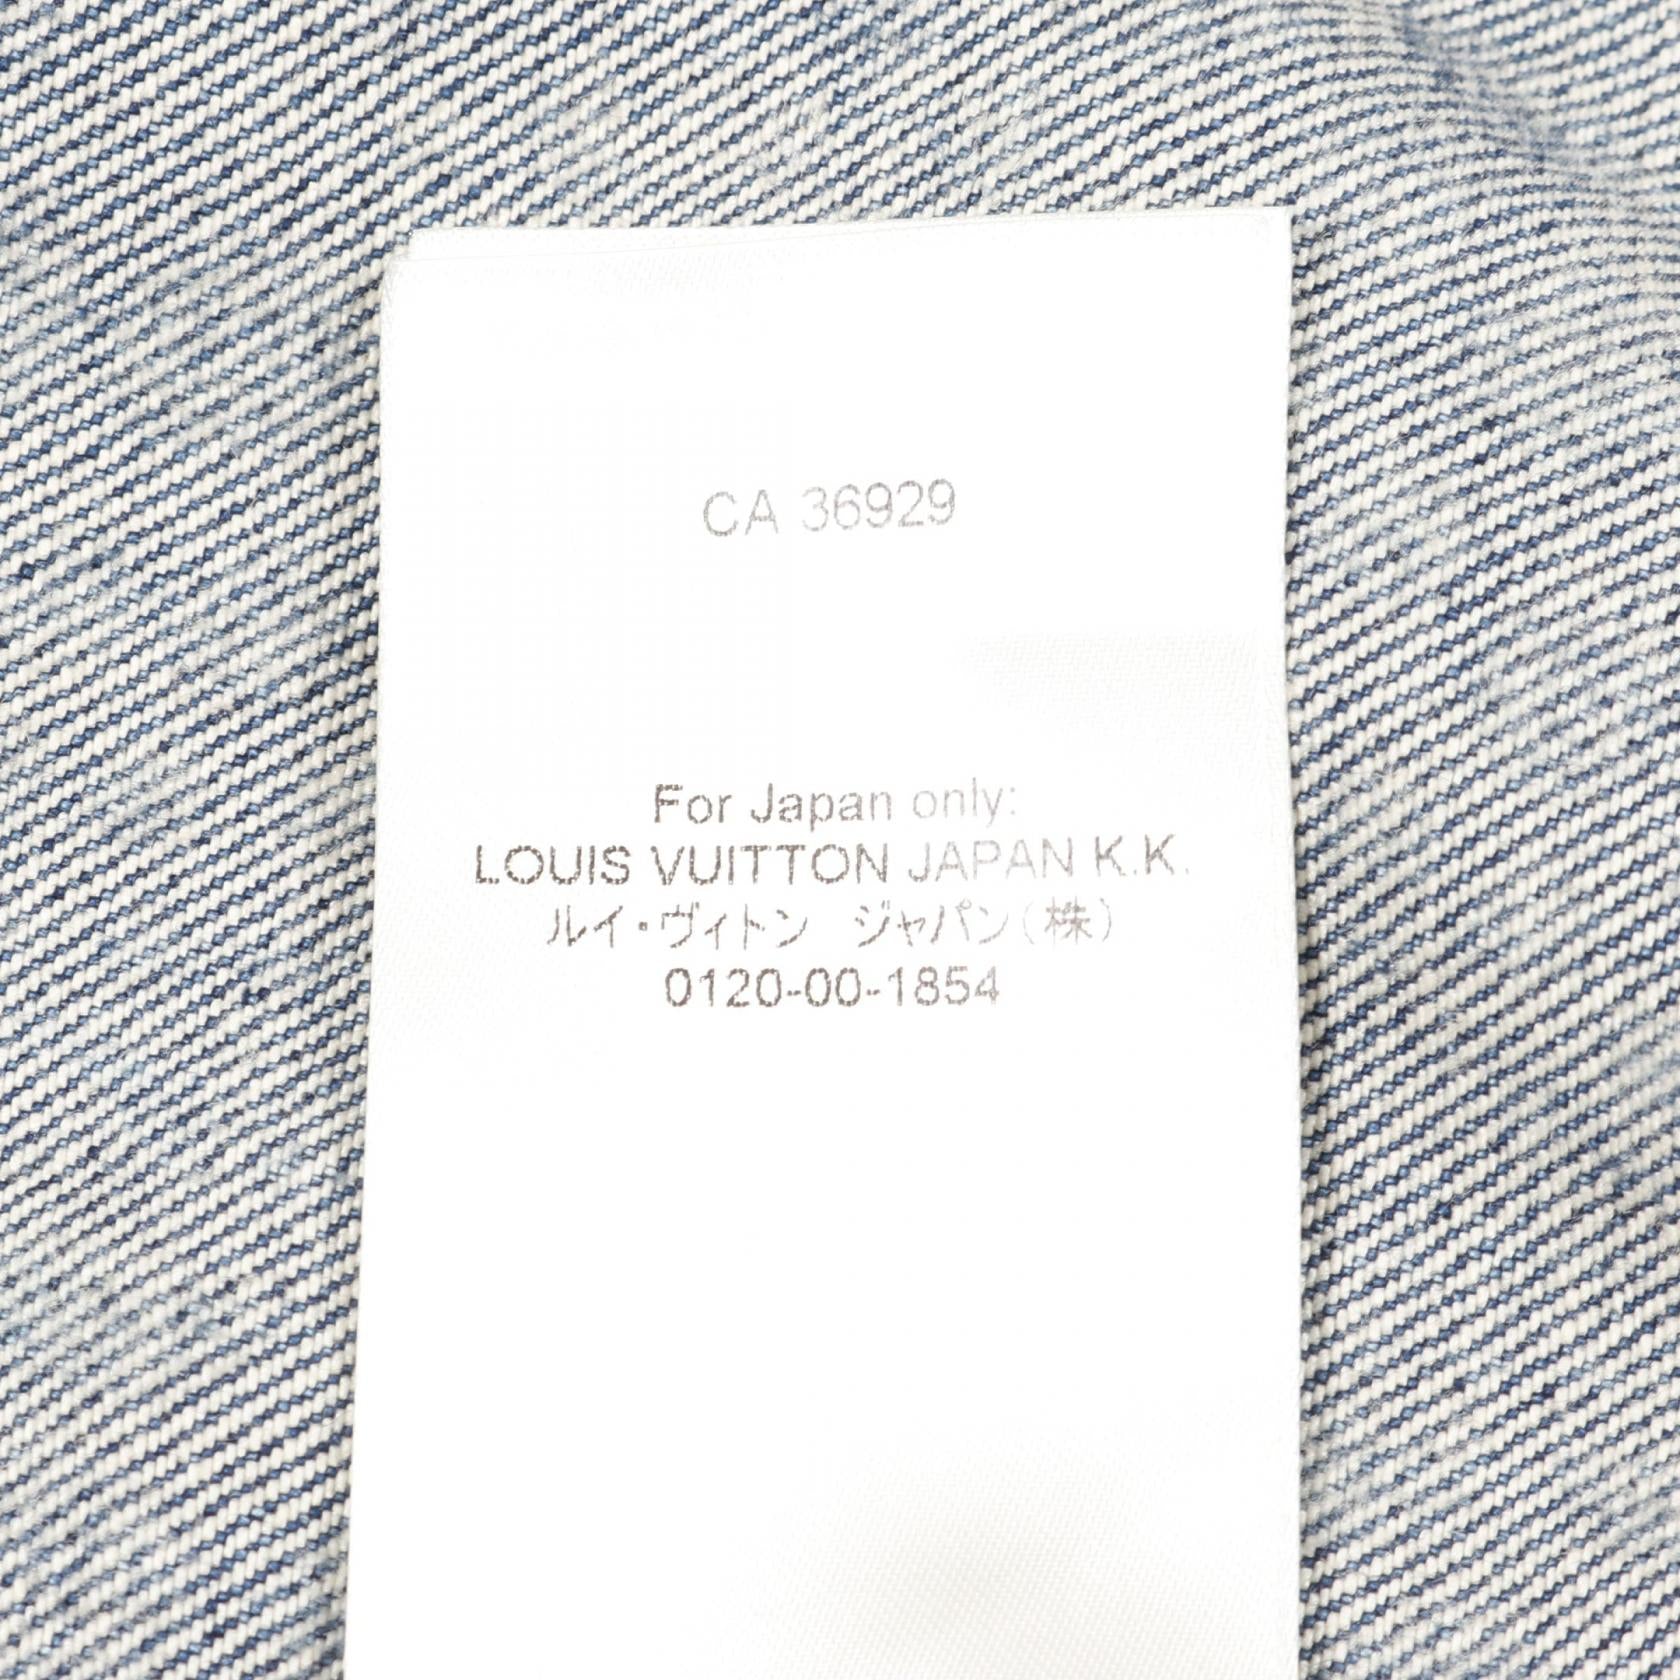 CA 36929
For Japan only:
LOUIS VUITTON JAPAN K.K.
ルイ・ヴィトン　ジャパン(株)
0120-00-1854